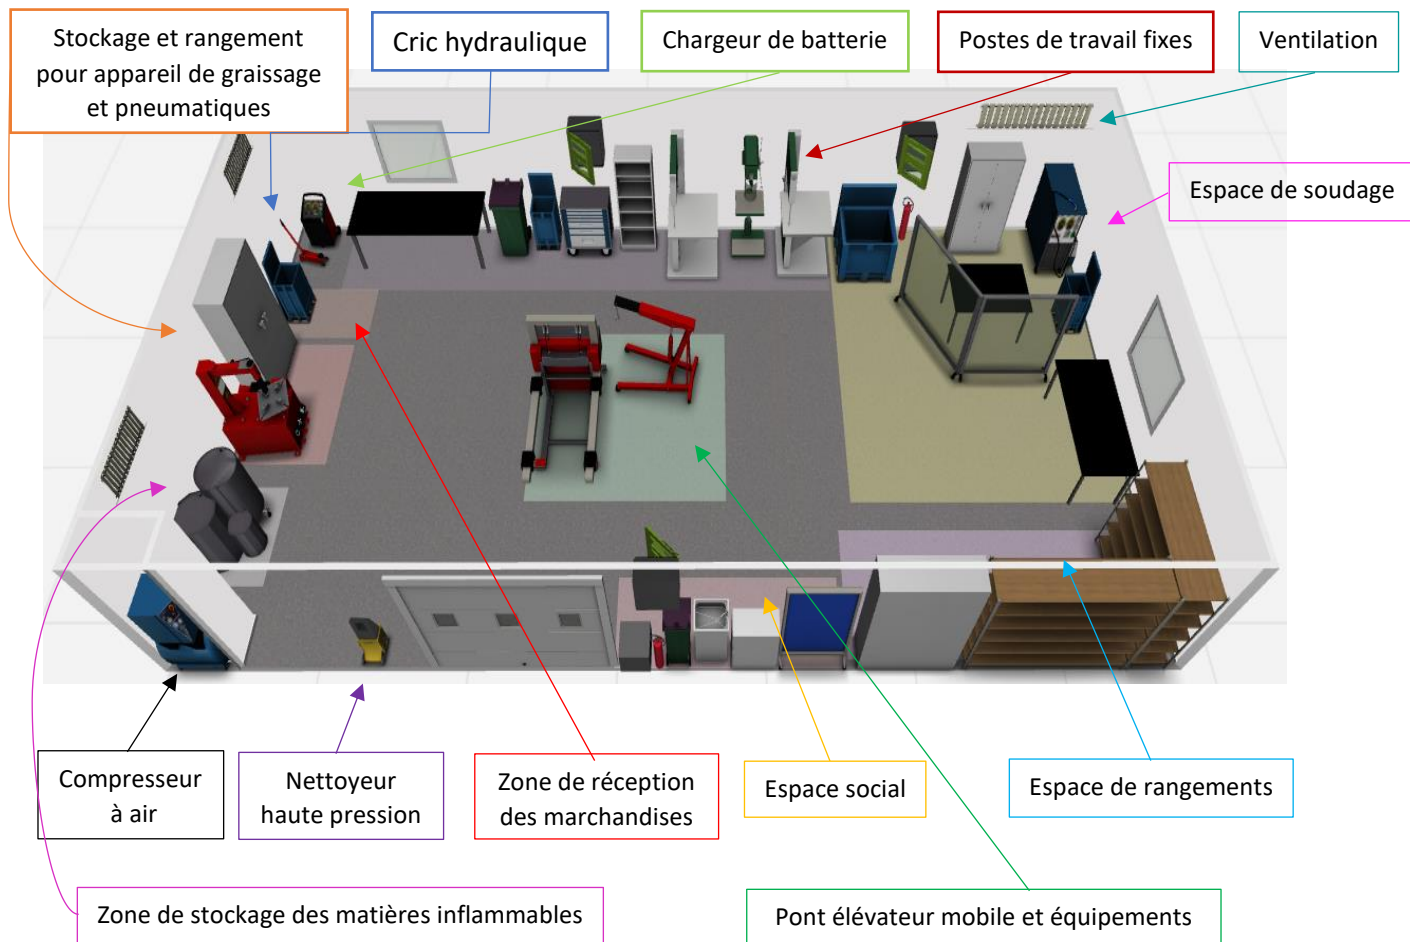 Stockage et rangement
pour appareil de graissage
et pneumatiques
Cric hydraulique
Chargeur de batterie
Postes de travail fixes
Ventilation
Espace de soudage
Compresseur
à air
Nettoyeur
haute pression
Zone de réception
des marchandises
Espace social
Espace de rangements
Zone de stockage des matières inflammables
Pont élévateur mobile et équipements